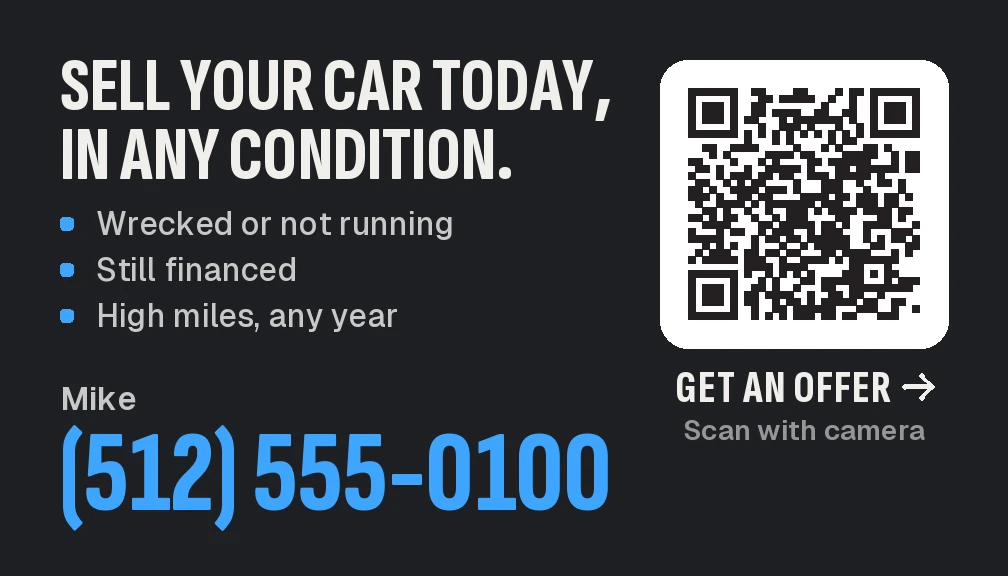 SELL YOUR CAR TODAY,
IN ANY CONDITION.
Wrecked or not running
Still financed
High miles, any year
Mike
(512) 555-0100
GET AN OFFER →
Scan with camera